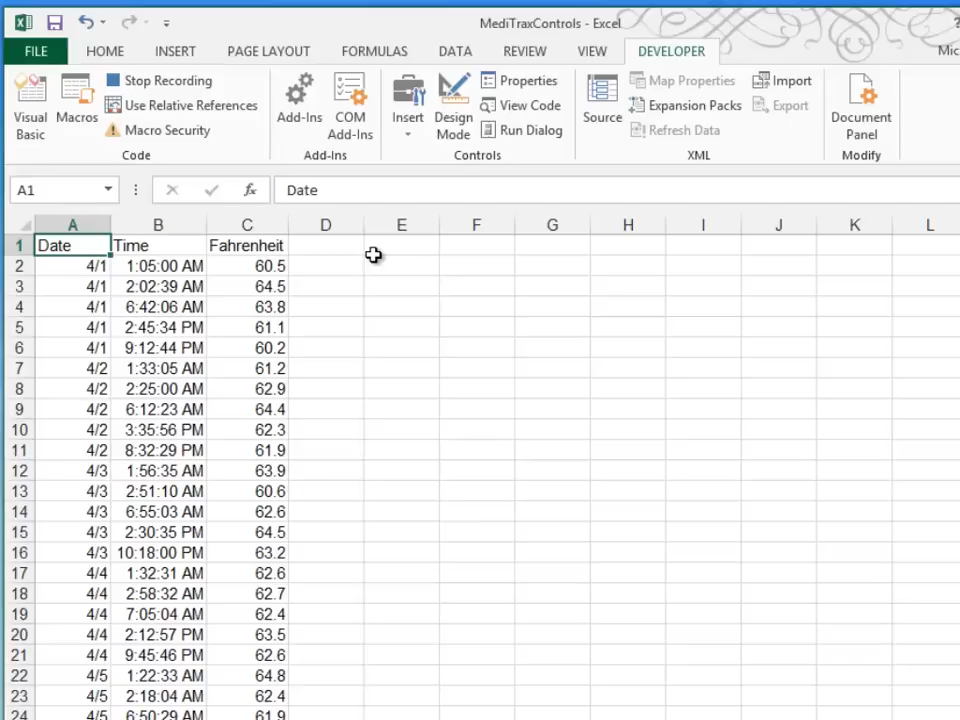 MediTraxControls - Excel
?
FILE HOME INSERT PAGE LAYOUT FORMULAS DATA REVIEW VIEW DEVELOPER Mic
Visual Basic
Macros
Stop Recording
Use Relative References
Macro Security
Code
Add-Ins
COM Add-Ins
Add-Ins
Insert
Design Mode
Properties
View Code
Run Dialog
Controls
Source
Map Properties
Expansion Packs
Refresh Data
Import
Export
XML
Document Panel
Modify
A1 fx Date
A B C D E F G H I J K L
1 Date Time Fahrenheit
2 4/1 1:05:00 AM 60.5
3 4/1 2:02:39 AM 64.5
4 4/1 6:42:06 AM 63.8
5 4/1 2:45:34 PM 61.1
6 4/1 9:12:44 PM 60.2
7 4/2 1:33:05 AM 61.2
8 4/2 2:25:00 AM 62.9
9 4/2 6:12:23 AM 64.4
10 4/2 3:35:56 PM 62.3
11 4/2 8:32:29 PM 61.9
12 4/3 1:56:35 AM 63.9
13 4/3 2:51:10 AM 60.6
14 4/3 6:55:03 AM 62.6
15 4/3 2:30:35 PM 64.5
16 4/3 10:18:00 PM 63.2
17 4/4 1:32:31 AM 62.6
18 4/4 2:58:32 AM 62.7
19 4/4 7:05:04 AM 62.4
20 4/4 2:12:57 PM 63.5
21 4/4 9:45:46 PM 62.6
22 4/5 1:22:33 AM 64.8
23 4/5 2:18:04 AM 62.4
24 4/5 6:50:29 AM 61.9